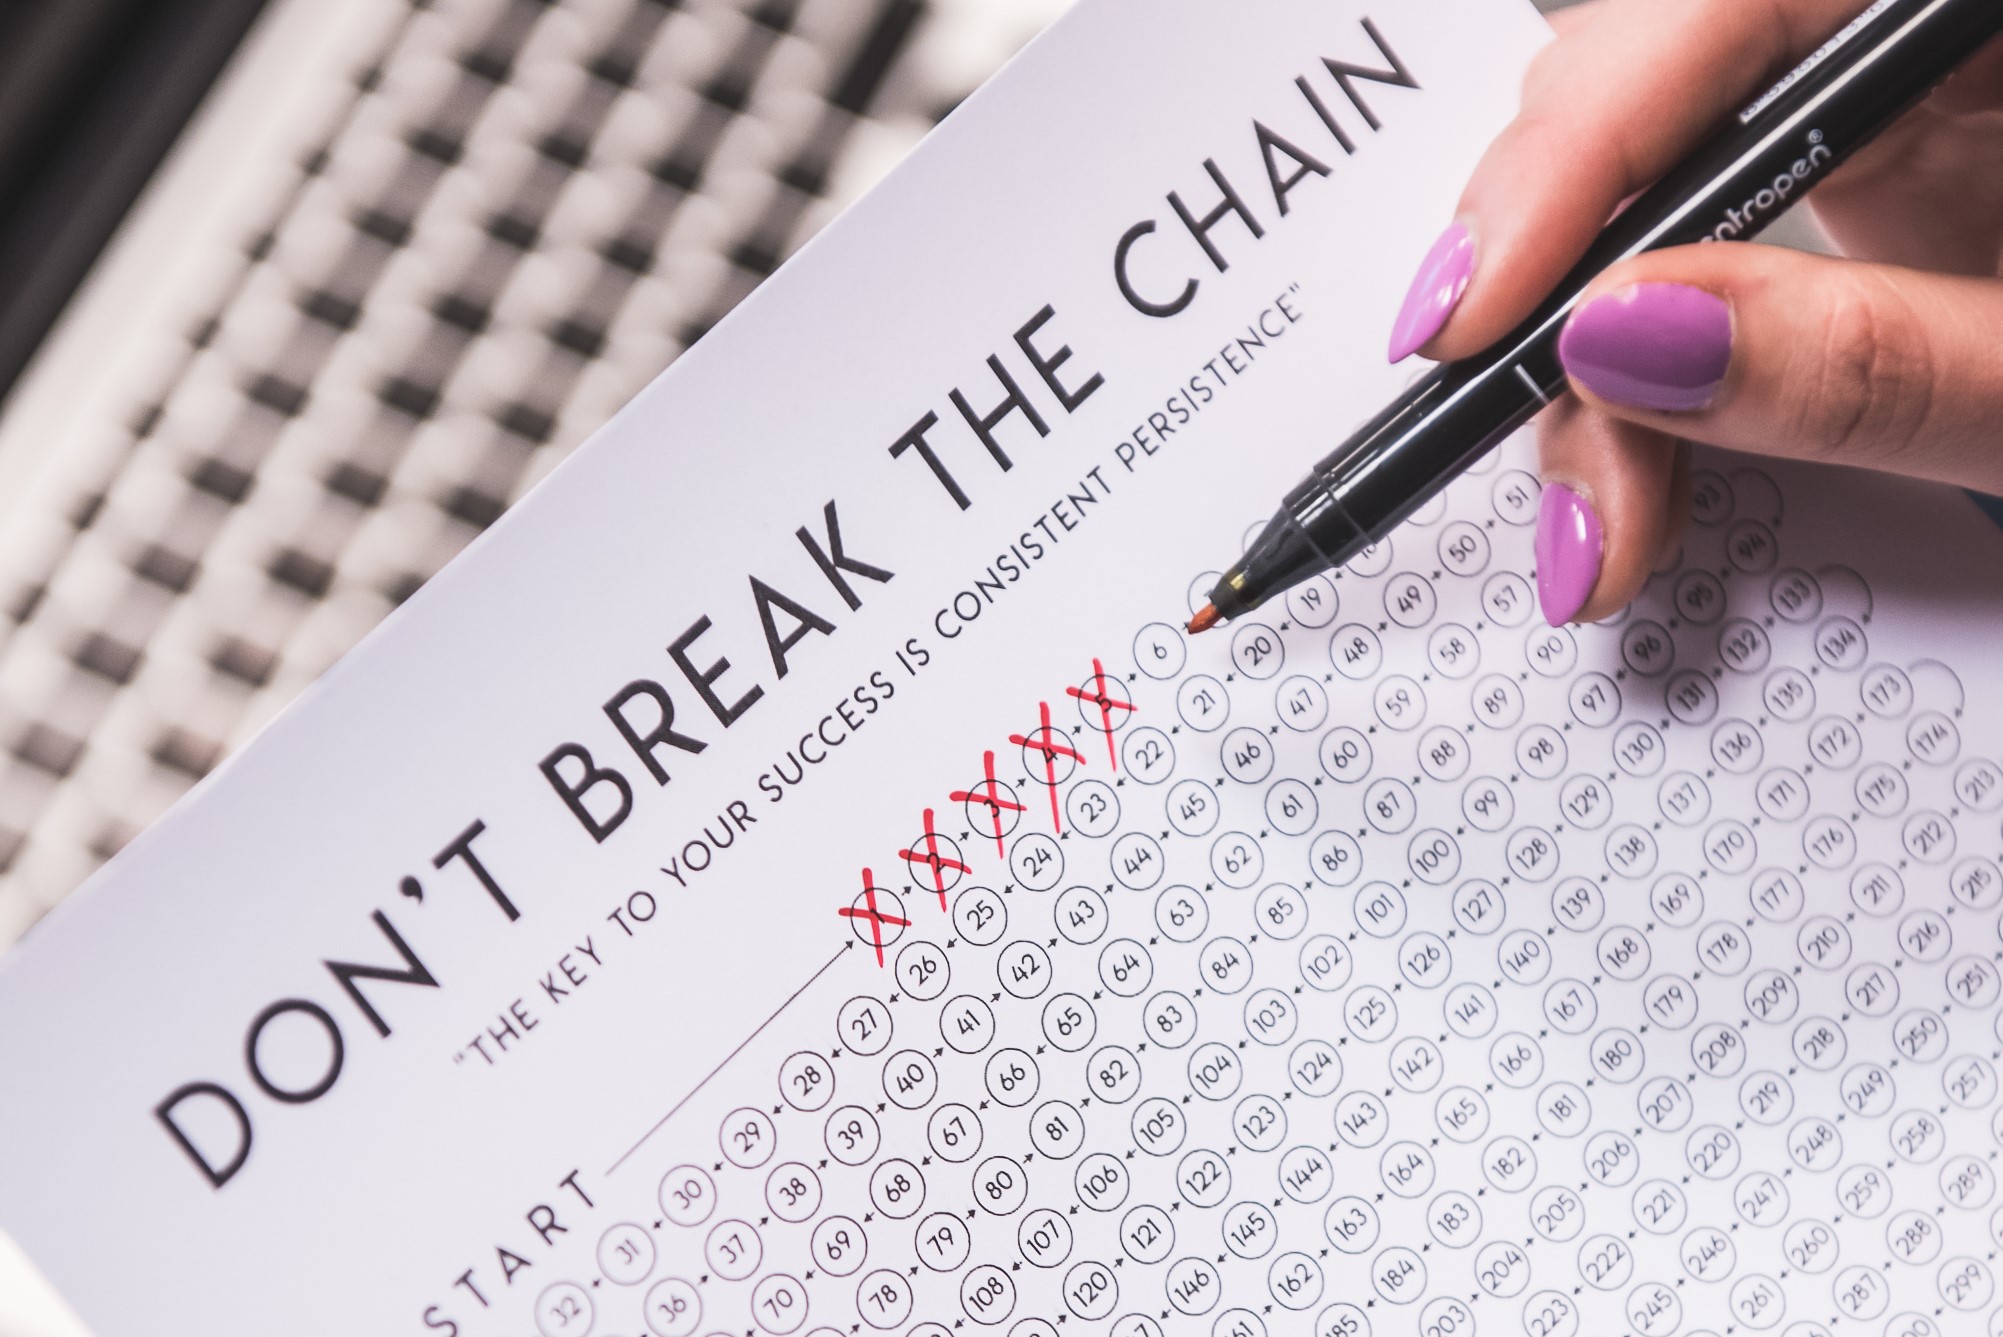 DON'T BREAK THE CHAIN
"THE KEY TO YOUR SUCCESS IS CONSISTENT PERSISTENCE"
START
1 2 3 4 5 6
32 31 30 29 28 27 26 25 24 23 22 21 20 19
36 37 38 39 40 41 42 43 44 45 46 47 48 49 50 51
70 69 68 67 66 65 64 63 62 61 60 59 58 57
78 79 80 81 82 83 84 85 86 87 88 89 90 93
108 107 106 105 104 103 102 101 100 99 98 97 96 95 94
120 121 122 123 124 125 126 127 128 129 130 131 132 133
146 145 144 143 142 141 140 139 138 137 136 135 134
162 163 164 165 166 167 168 169 170 171 172 173
184 183 182 181 180 179 178 177 176 175 174
203 204 205 206 207 208 209 210 211 212 213
223 222 221 220 219 218 217 216 215
245 246 247 248 249 250 251
261 260 259 258 257
287 288 289
299
ntropen®